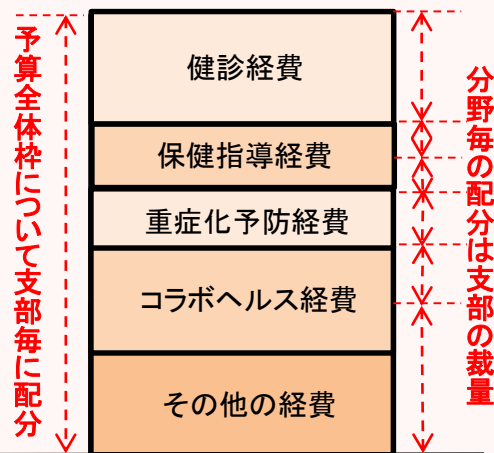 予算全体枠について支部毎に配分
健診経費
保健指導経費
重症化予防経費
コラボヘルス経費
その他の経費
分野毎の配分は支部の裁量